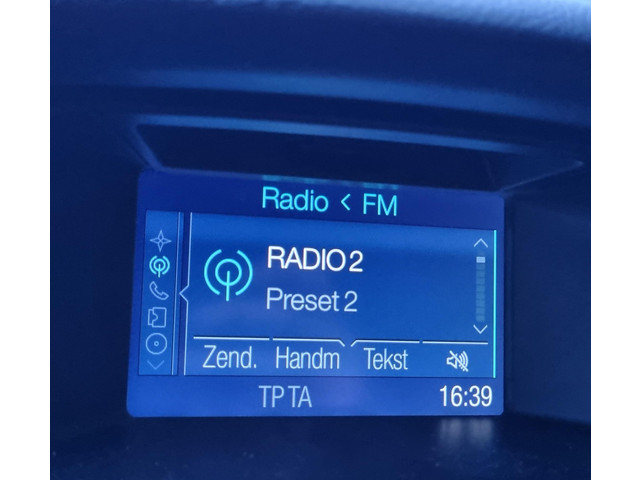 Radio < FM
RADIO 2
Preset 2
Zend. Handm Tekst
TP TA 16:39